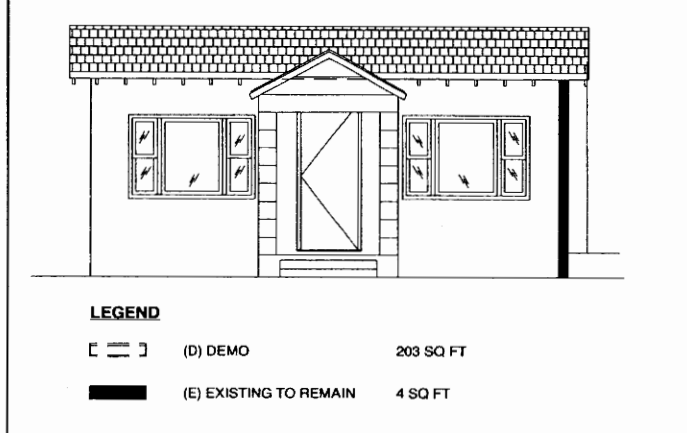 LEGEND
(D) DEMO 203 SQ FT
(E) EXISTING TO REMAIN 4 SQ FT